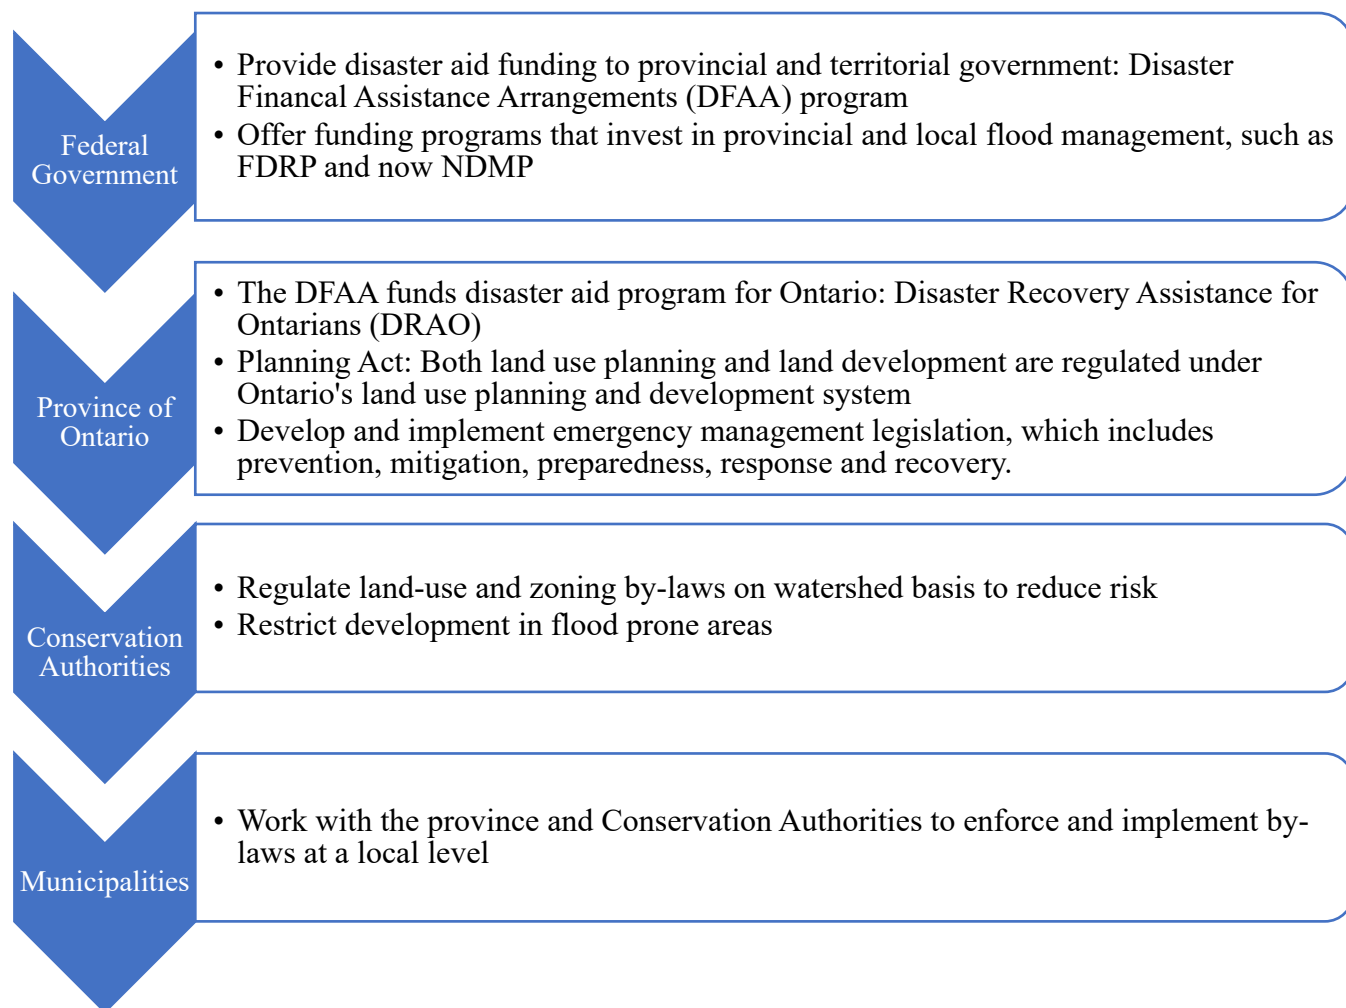 Federal
Government
• Provide disaster aid funding to provincial and territorial government: Disaster
Financal Assistance Arrangements (DFAA) program
• Offer funding programs that invest in provincial and local flood management, such as
FDRP and now NDMP
Province of
Ontario
• The DFAA funds disaster aid program for Ontario: Disaster Recovery Assistance for
Ontarians (DRAO)
• Planning Act: Both land use planning and land development are regulated under
Ontario's land use planning and development system
• Develop and implement emergency management legislation, which includes
prevention, mitigation, preparedness, response and recovery.
Conservation
Authorities
• Regulate land-use and zoning by-laws on watershed basis to reduce risk
• Restrict development in flood prone areas
Municipalities
• Work with the province and Conservation Authorities to enforce and implement by-
laws at a local level